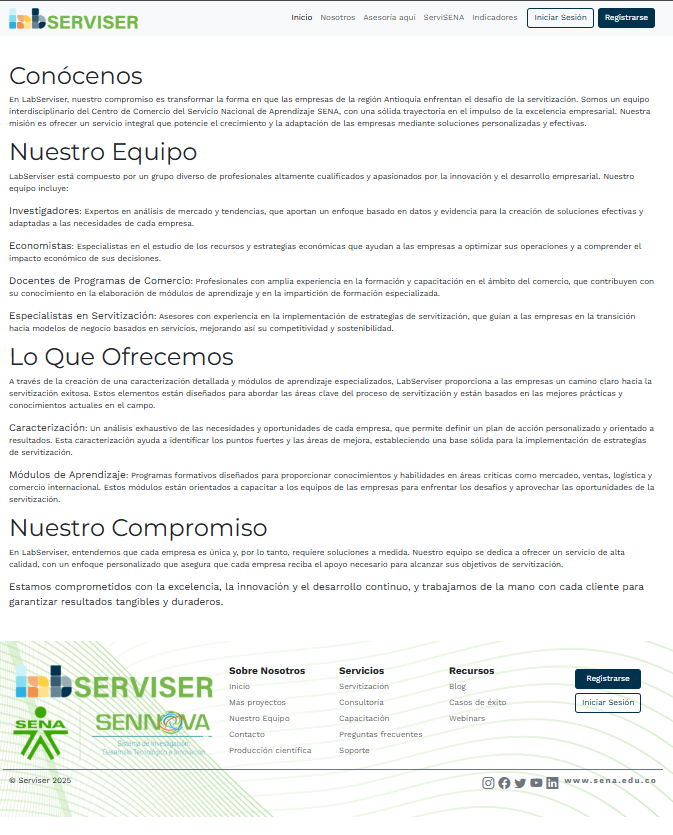 lab SERVISER
Inicio Nosotros Asesoría aquí ServiSENA Indicadores Iniciar Sesión Registrarse
Conócenos
En LabServiser, nuestro compromiso es transformar la forma en que las empresas de la región Antioquia enfrentan el desafío de la servitización. Somos un equipo
interdisciplinario del Centro de Comercio del Servicio Nacional de Aprendizaje SENA, con una sólida trayectoria en el impulso de la excelencia empresarial. Nuestra
misión es ofrecer un servicio integral que potencie el crecimiento y la adaptación de las empresas mediante soluciones personalizadas y efectivas.
Nuestro Equipo
LabServiser está compuesto por un grupo diverso de profesionales altamente cualificados y apasionados por la innovación y el desarrollo empresarial. Nuestro
equipo incluye:
Investigadores: Expertos en análisis de mercado y tendencias, que aportan un enfoque basado en datos y evidencia para la creación de soluciones efectivas y
adaptadas a las necesidades de cada empresa.
Economistas: Especialistas en el estudio de los recursos y estrategias económicas que ayudan a las empresas a optimizar sus operaciones y a comprender el
impacto económico de sus decisiones.
Docentes de Programas de Comercio: Profesionales con amplia experiencia en la formación y capacitación en el ámbito del comercio, que contribuyen con
su conocimiento en la elaboración de módulos de aprendizaje y en la impartición de formación especializada.
Especialistas en Servitización: Asesores con experiencia en la implementación de estrategias de servitización, que guían a las empresas en la transición
hacia modelos de negocio basados en servicios, mejorando así su competitividad y sostenibilidad.
Lo Que Ofrecemos
A través de la creación de una caracterización detallada y módulos de aprendizaje especializados, LabServiser proporciona a las empresas un camino claro hacia la
servitización exitosa. Estos elementos están diseñados para abordar las áreas clave del proceso de servitización y están basados en las mejores prácticas y
conocimientos actuales en el campo.
Caracterización: Un análisis exhaustivo de las necesidades y oportunidades de cada empresa, que permite definir un plan de acción personalizado y orientado a
resultados. Esta caracterización ayuda a identificar los puntos fuertes y las áreas de mejora, estableciendo una base sólida para la implementación de estrategias
de servitización.
Módulos de Aprendizaje: Programas formativos diseñados para proporcionar conocimientos y habilidades en áreas críticas como mercadeo, ventas, logística y
comercio internacional. Estos módulos están orientados a capacitar a los equipos de las empresas para enfrentar los desafíos y aprovechar las oportunidades de la
servitización.
Nuestro Compromiso
En LabServiser, entendemos que cada empresa es única y, por lo tanto, requiere soluciones a medida. Nuestro equipo se dedica a ofrecer un servicio de alta
calidad, con un enfoque personalizado que asegura que cada empresa reciba el apoyo necesario para alcanzar sus objetivos de servitización.
Estamos comprometidos con la excelencia, la innovación y el desarrollo continuo, y trabajamos de la mano con cada cliente para
garantizar resultados tangibles y duraderos.
lab SERVISER
SENA
SENNOVA
Sistema de Investigación,
Desarrollo Tecnológico e Innovación
Sobre Nosotros
Inicio
Más proyectos
Nuestro Equipo
Contacto
Producción científica
Servicios
Servitización
Consultoría
Capacitación
Preguntas frecuentes
Soporte
Recursos
Blog
Casos de éxito
Webinars
Registrarse
Iniciar Sesión
© Serviser 2025
www.sena.edu.co